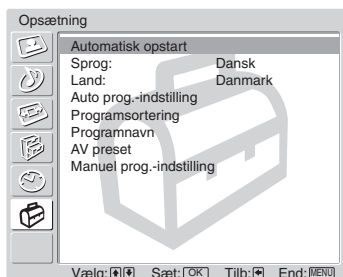 Opsætning
Automatisk opstart
Sprog: Dansk
Land: Danmark
Auto prog.-indstilling
Programsortering
Programnavn
AV preset
Manuel prog.-indstilling
Vælg: Sæt: OK Tilb: End: MENU